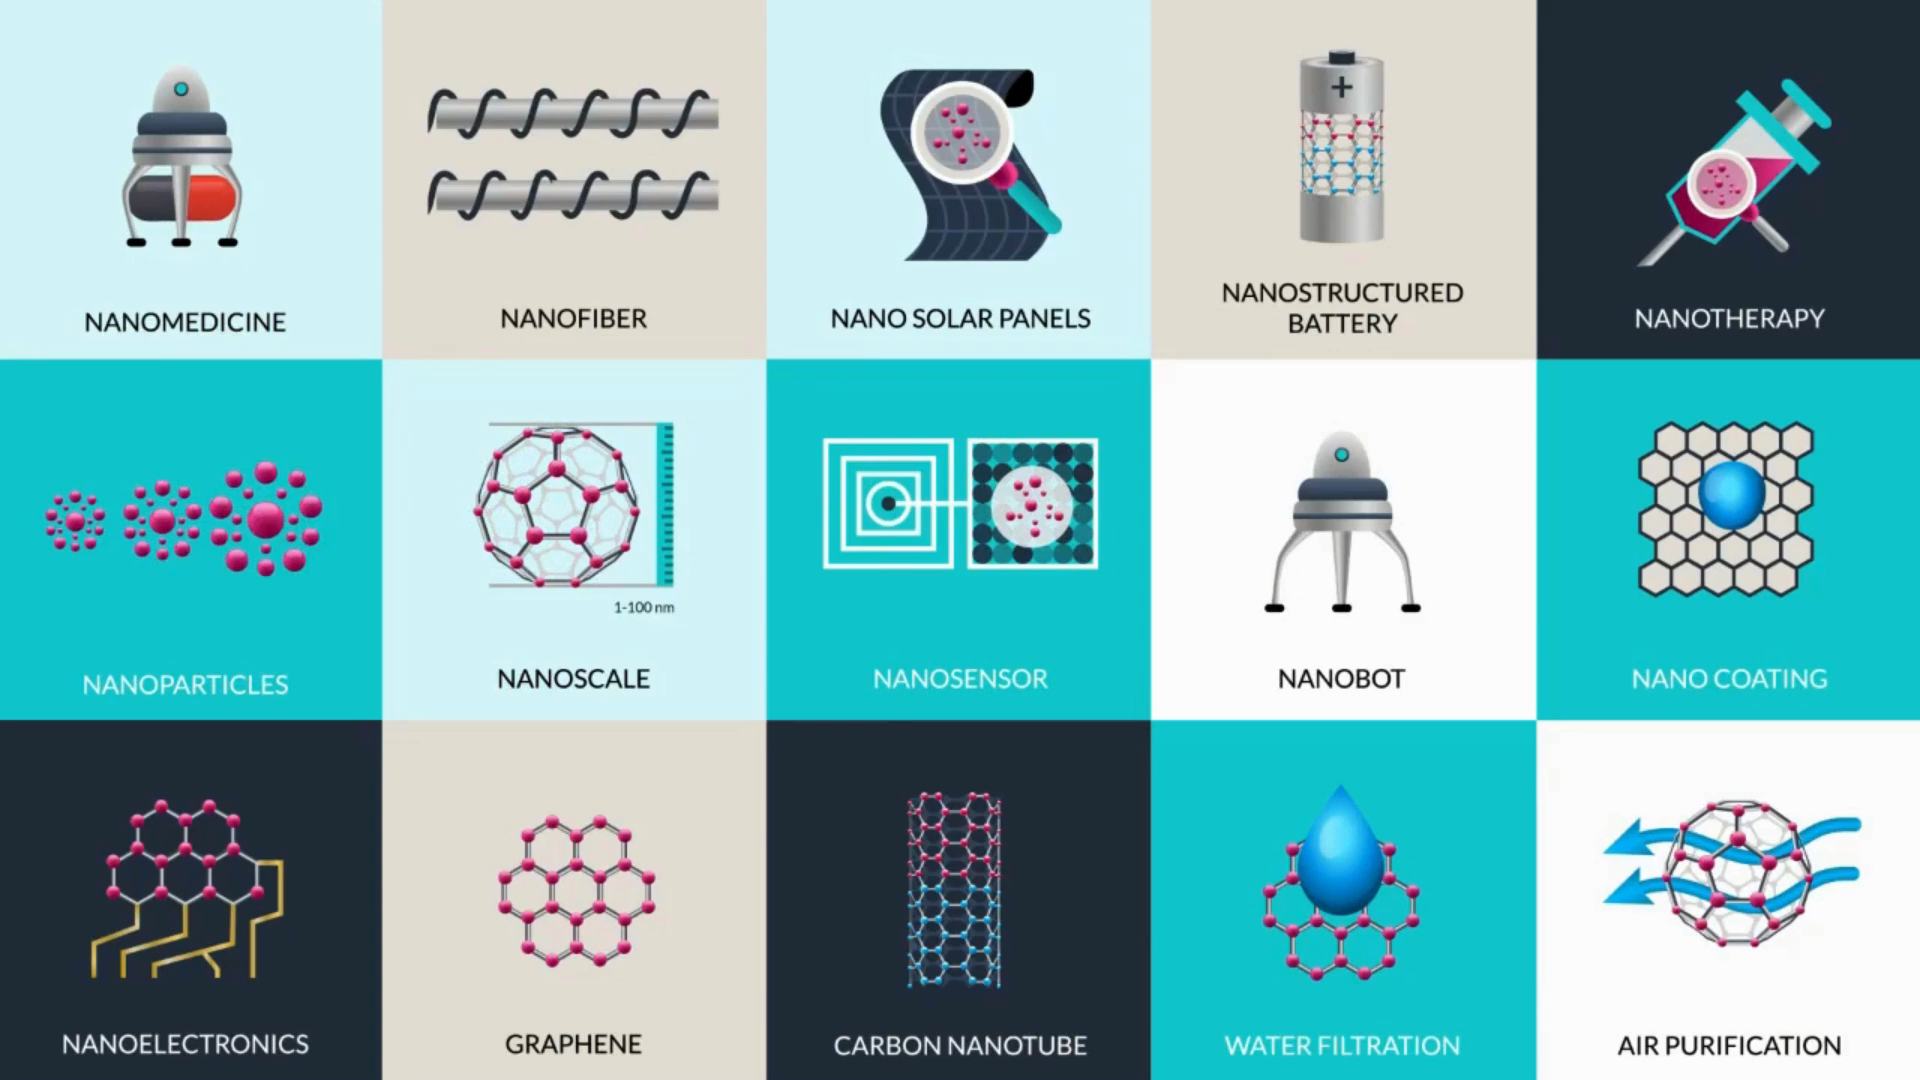 NANOMEDICINE
NANOFIBER
NANO SOLAR PANELS
+
NANOSTRUCTURED
BATTERY
NANOTHERAPY
NANOPARTICLES
1-100 nm
NANOSCALE
NANOSENSOR
NANOBOT
NANO COATING
NANOELECTRONICS
GRAPHENE
CARBON NANOTUBE
WATER FILTRATION
AIR PURIFICATION